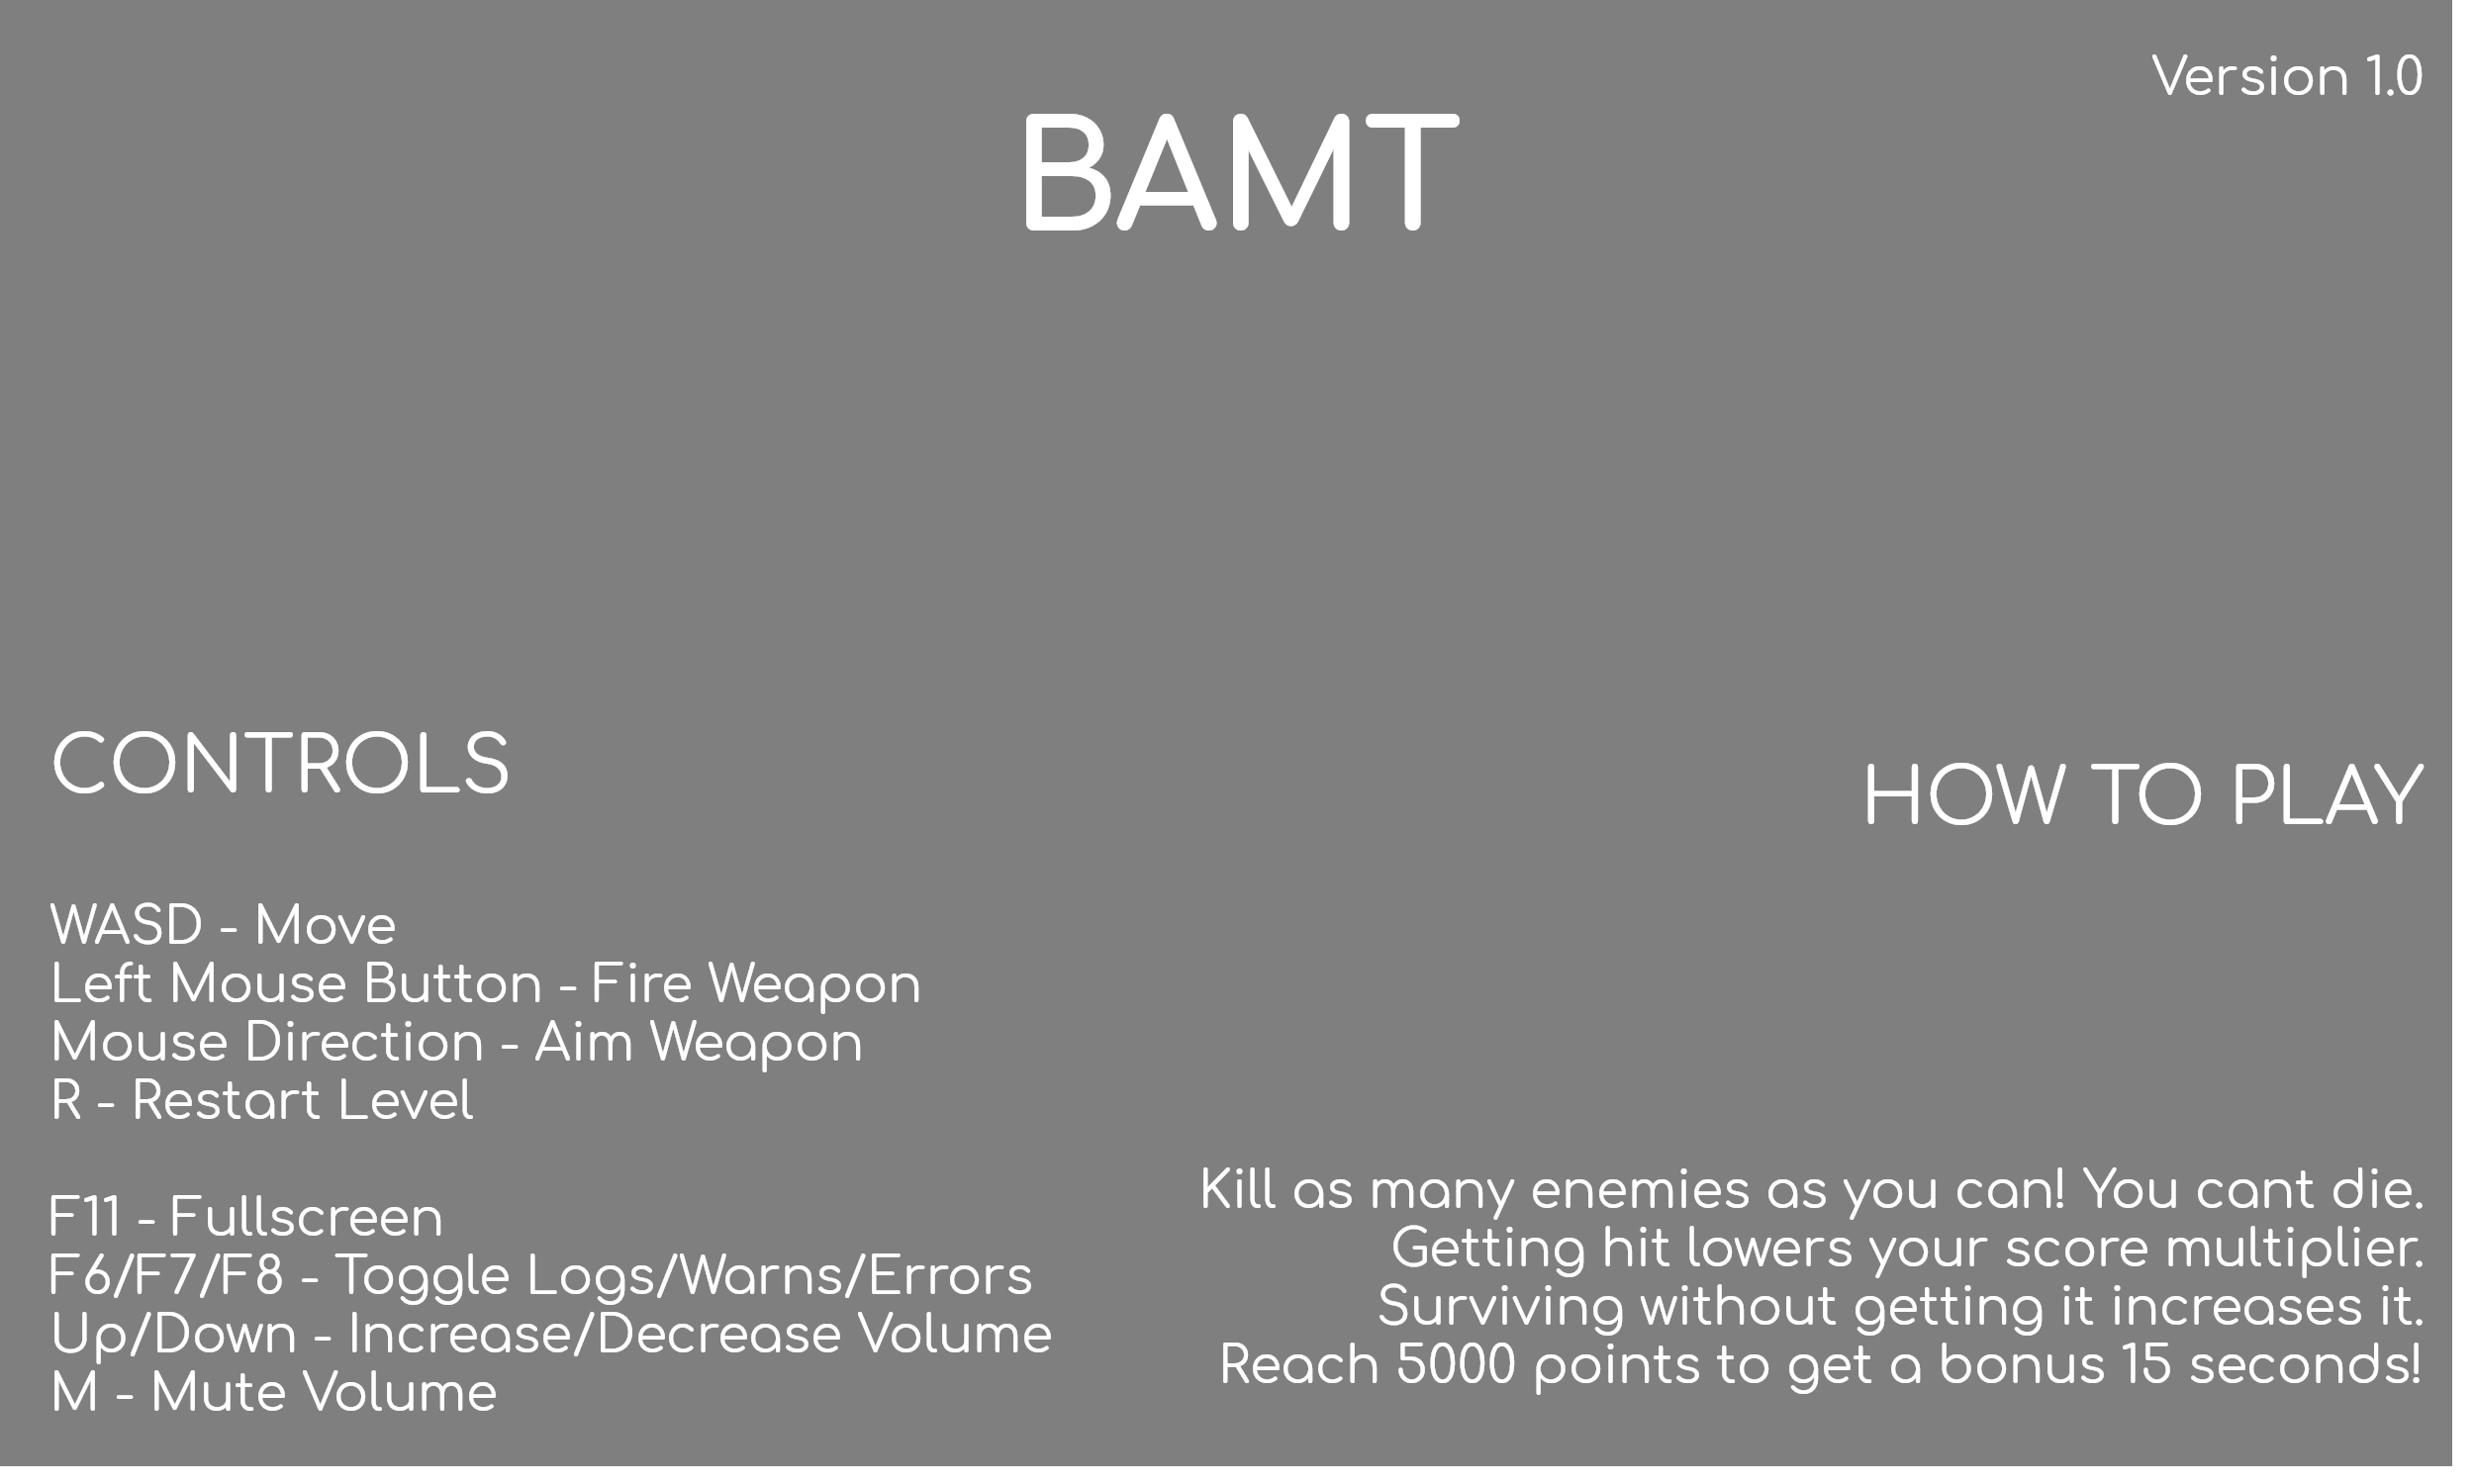 Version 1.0
BAMT
CONTROLS
WASD - Move
Left Mouse Button - Fire Weapon
Mouse Direction - Aim Weapon
R - Restart Level
F11 - Fullscreen
F6/F7/F8 - Toggle Logs/Warns/Errors
Up/Down - Increase/Decrease Volume
M - Mute Volume
HOW TO PLAY
Kill as many enemies as you can! You cant die.
Getting hit lowers your score multiplier.
Surviving without getting it increases it.
Reach 5000 points to get a bonus 15 seconds!